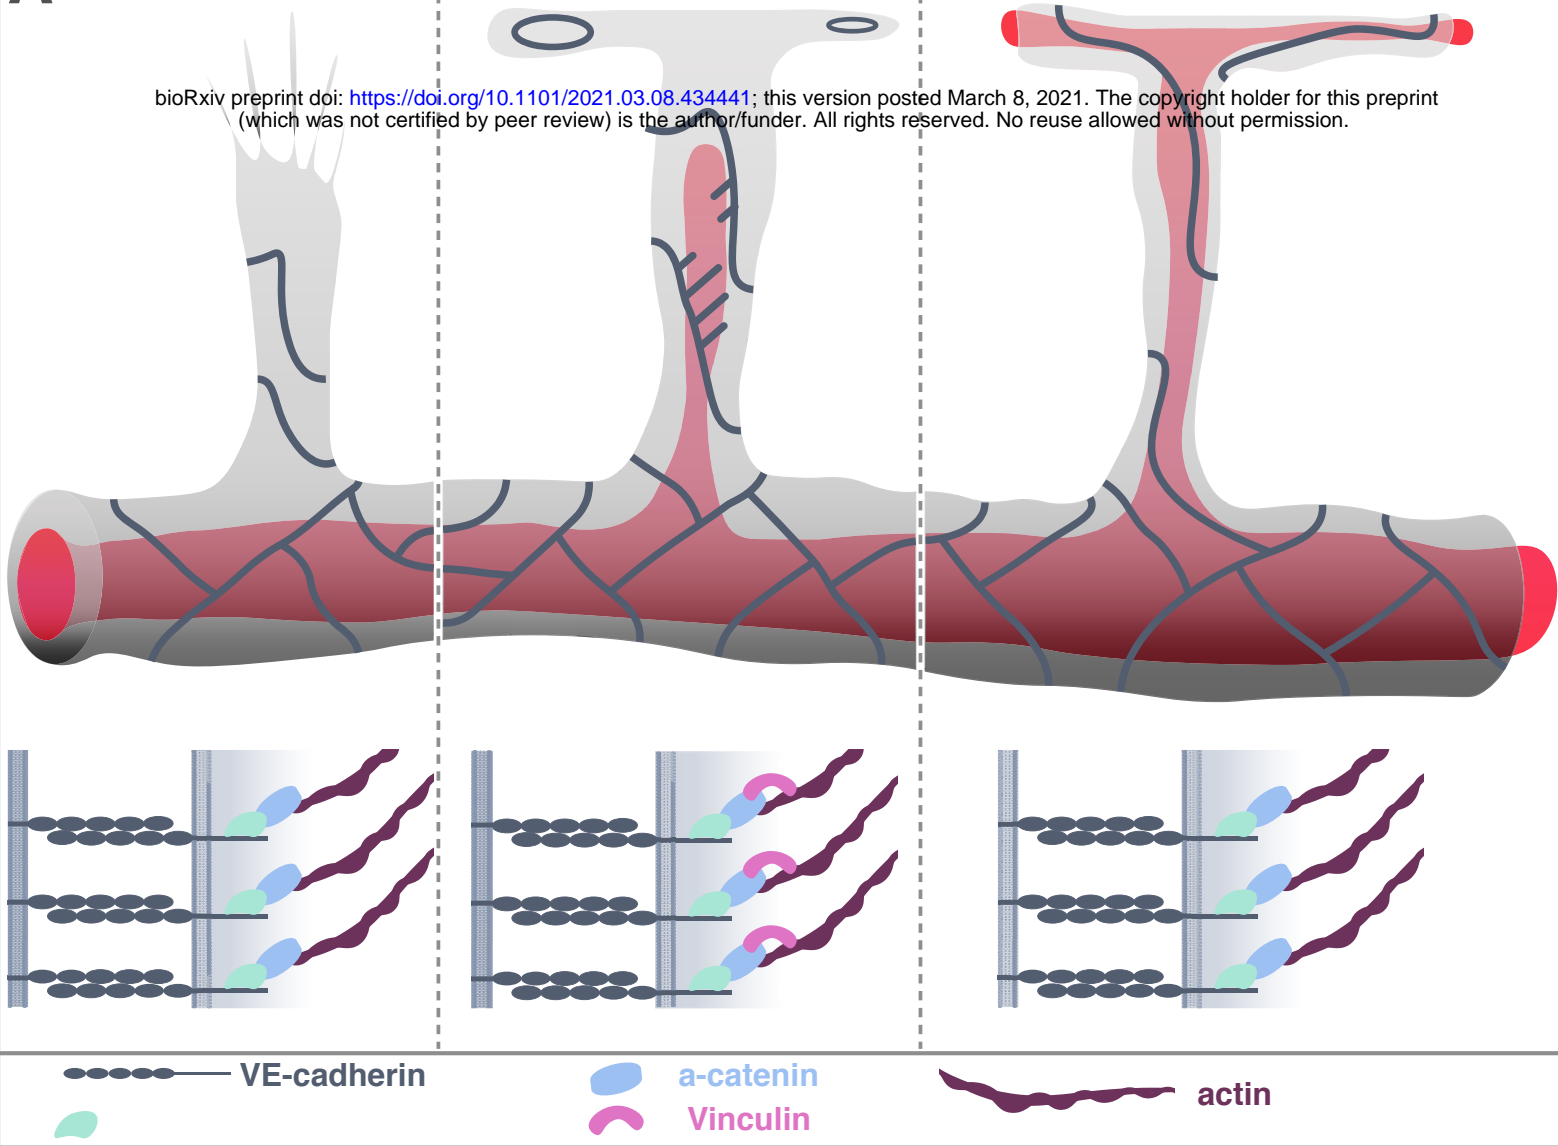 bioRxiv preprint doi: https://doi.org/10.1101/2021.03.08.434441; this version posted March 8, 2021. The copyright holder for this preprint
(which was not certified by peer review) is the author/funder. All rights reserved. No reuse allowed without permission.
VE-cadherin
a-catenin
Vinculin
actin